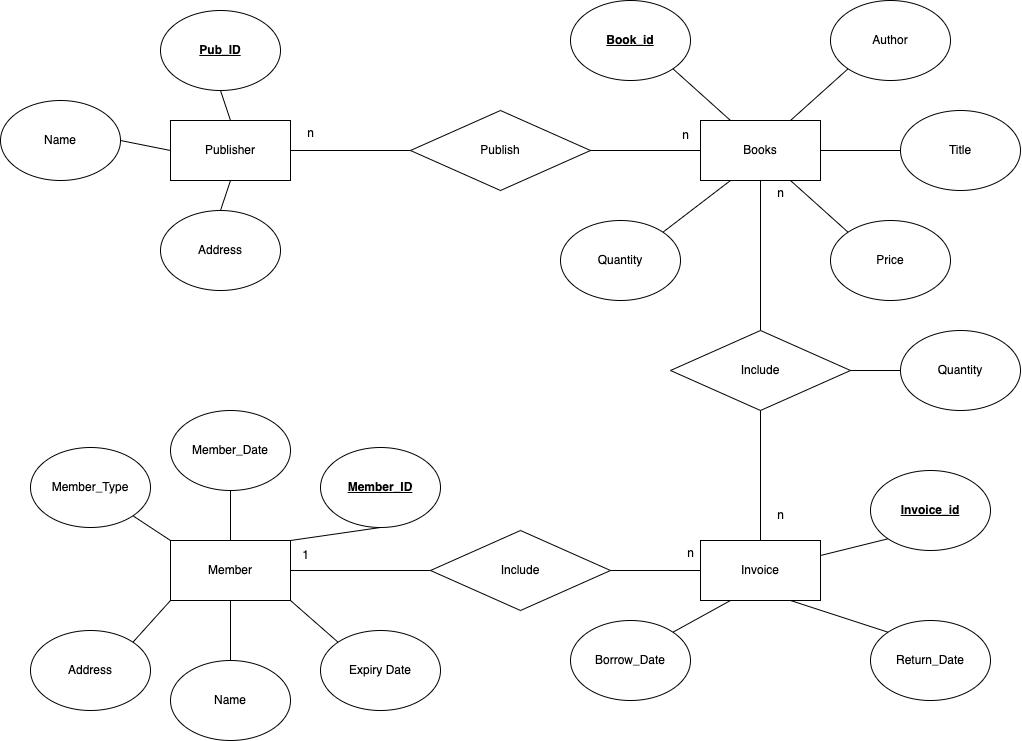 Pub_ID
Book_id
Author
Name
Publisher
n
Publish
n
Books
Title
n
Address
Quantity
Price
Include
Quantity
Member_Date
Member_Type
Member_ID
Invoice_id
n
Member
1
Include
n
Invoice
Address
Name
Expiry Date
Borrow_Date
Return_Date